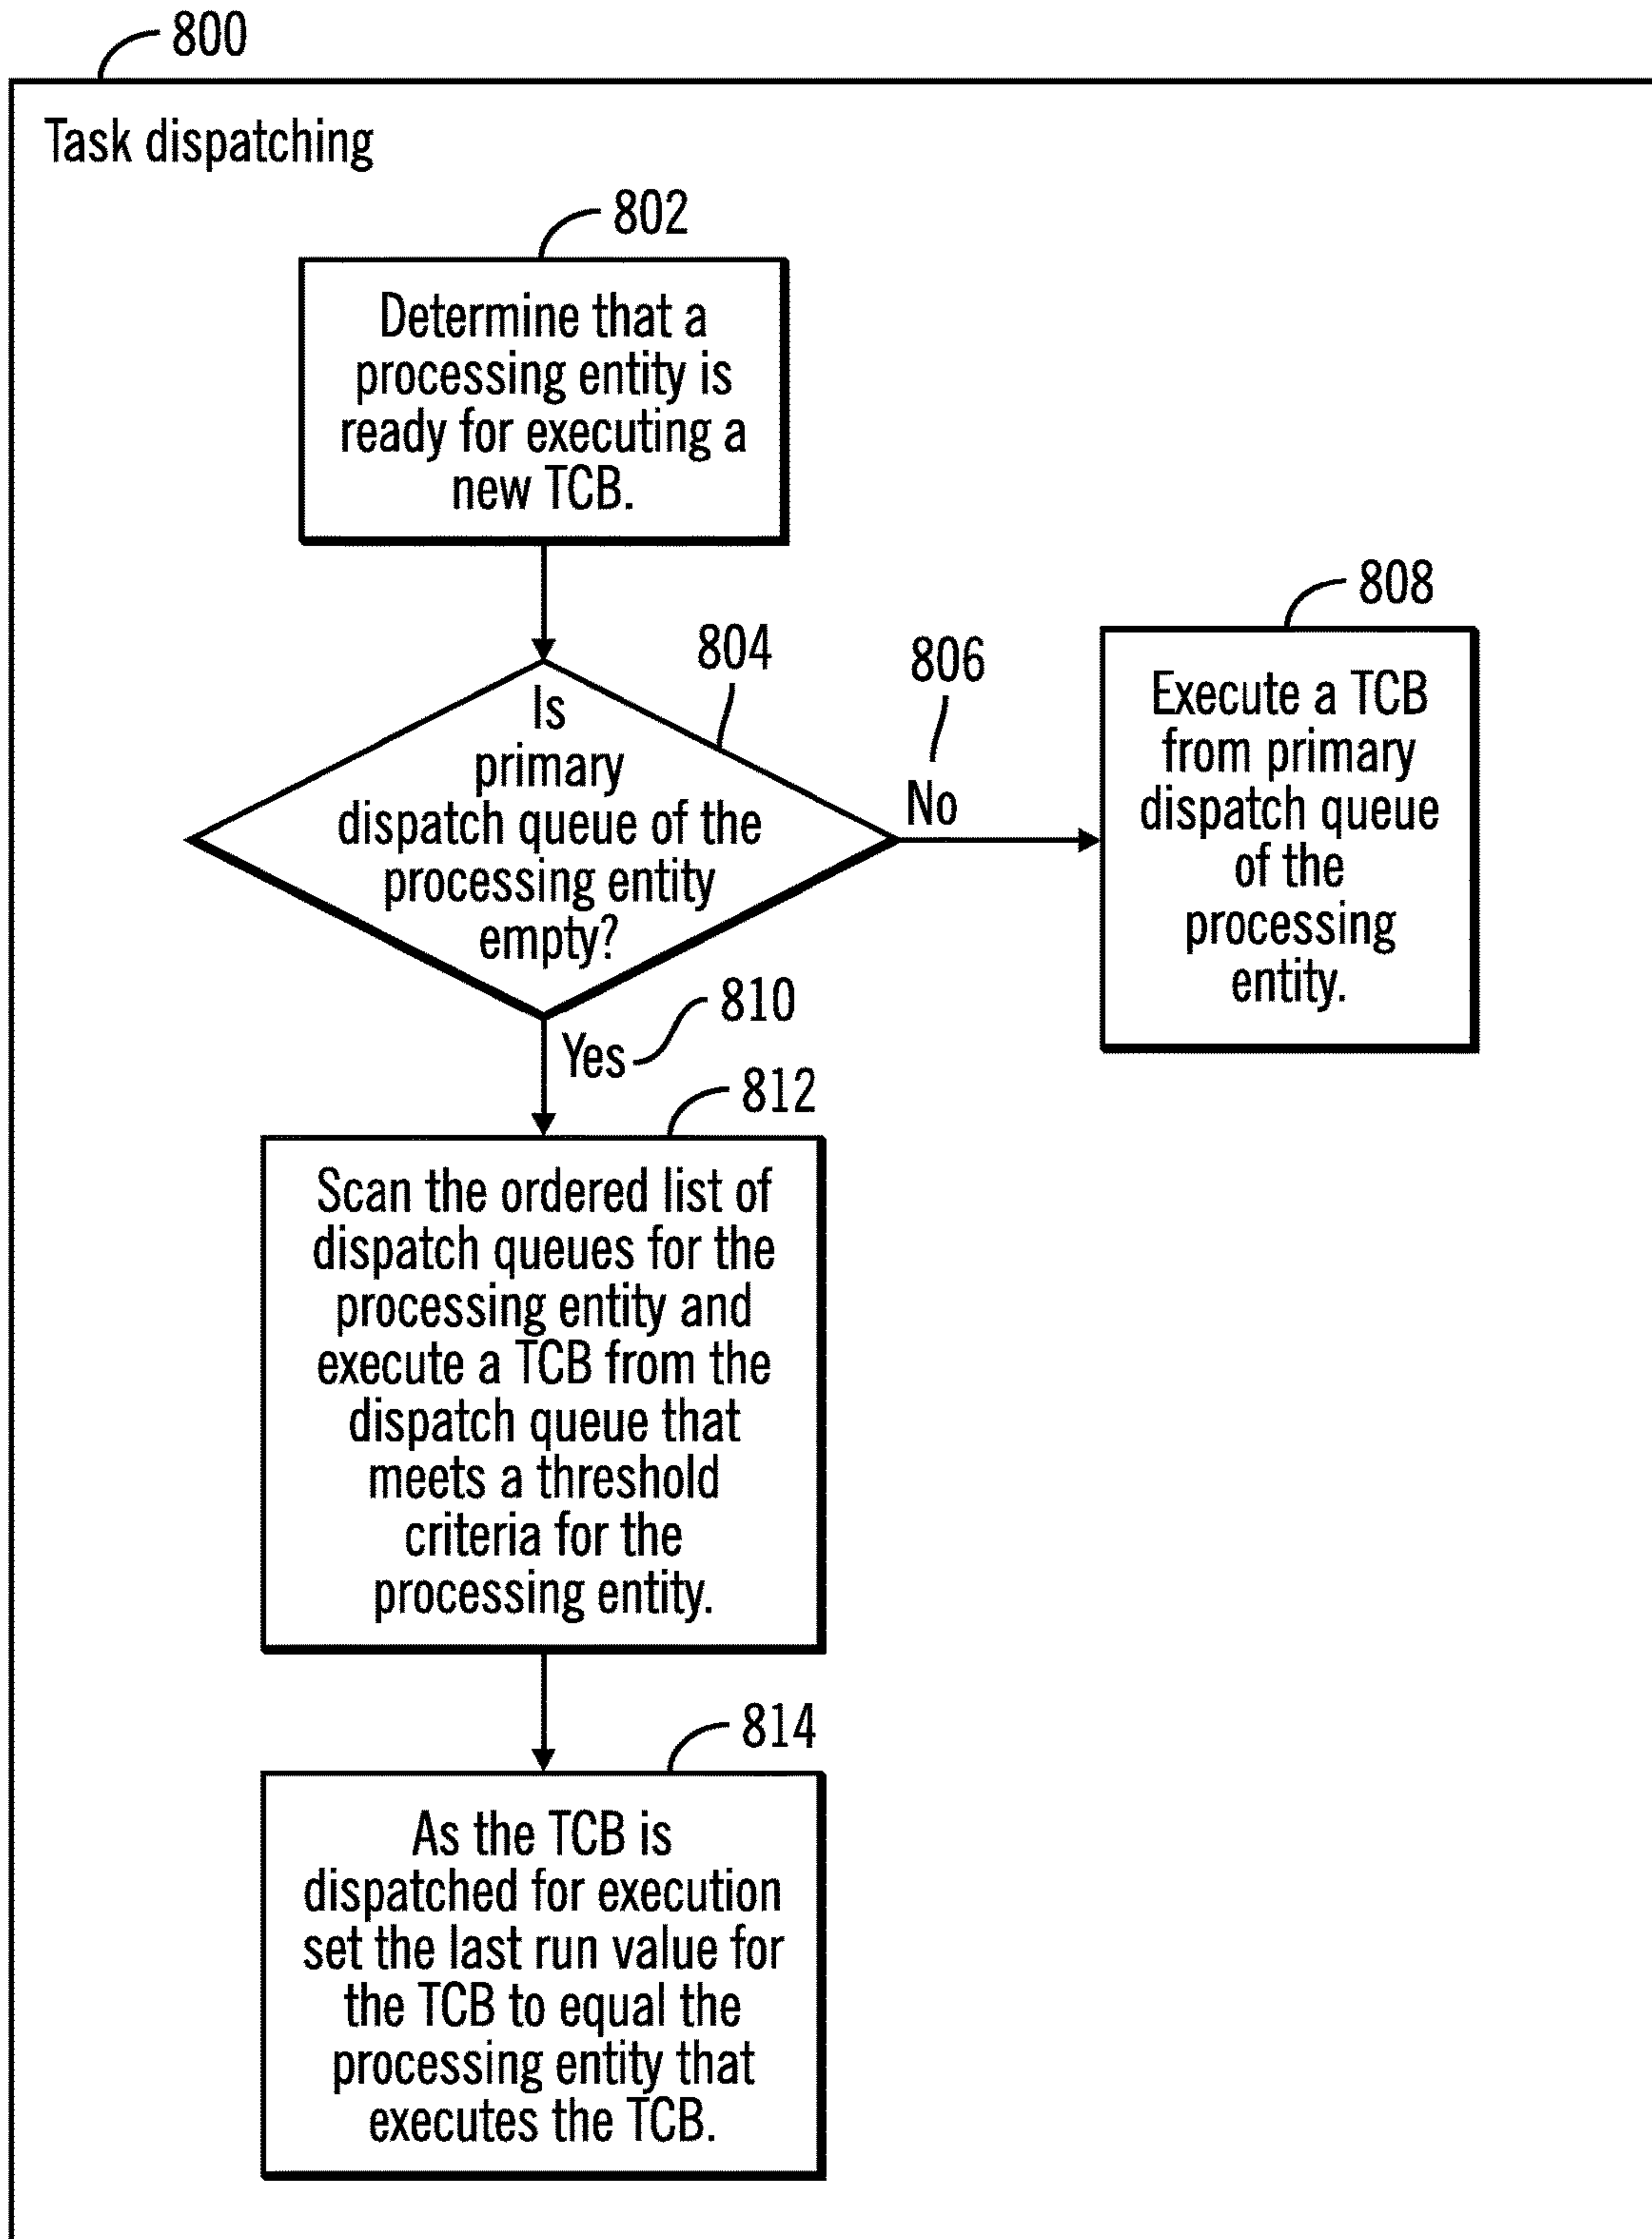 800
Task dispatching
802
Determine that a
processing entity is
ready for executing a
new TCB.
804
Is
primary
dispatch queue of the
processing entity
empty?
806
No
808
Execute a TCB
from primary
dispatch queue
of the
processing
entity.
810
Yes
812
Scan the ordered list of
dispatch queues for the
processing entity and
execute a TCB from the
dispatch queue that
meets a threshold
criteria for the
processing entity.
814
As the TCB is
dispatched for execution
set the last run value for
the TCB to equal the
processing entity that
executes the TCB.